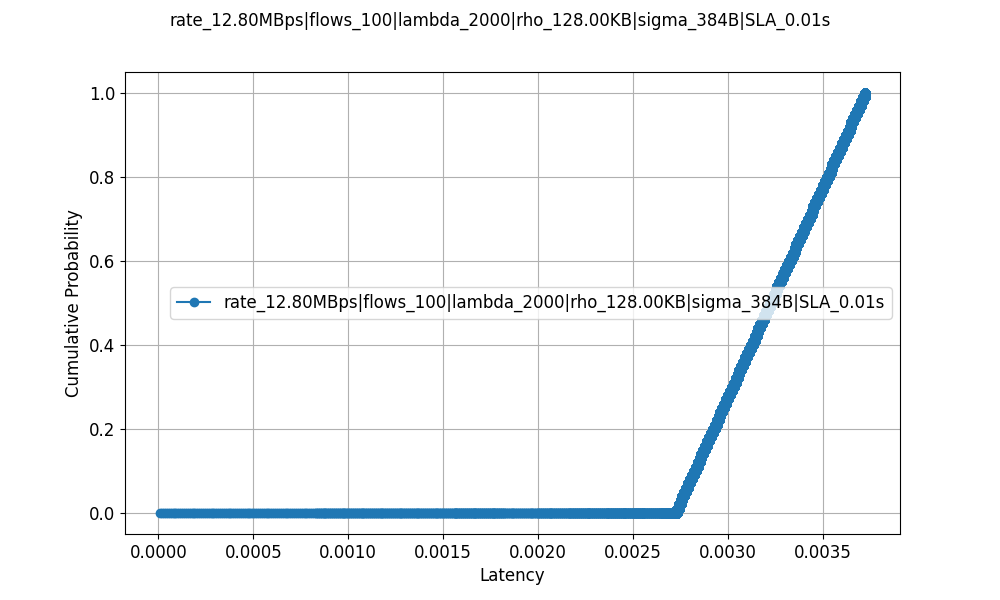 rate_12.80MBps|flows_100|lambda_2000|rho_128.00KB|sigma_384B|SLA_0.01s
1.0
0.8
0.6
0.4
0.2
0.0
Cumulative Probability
rate_12.80MBps|flows_100|lambda_2000|rho_128.00KB|sigma_384B|SLA_0.01s
0.0000 0.0005 0.0010 0.0015 0.0020 0.0025 0.0030 0.0035
Latency